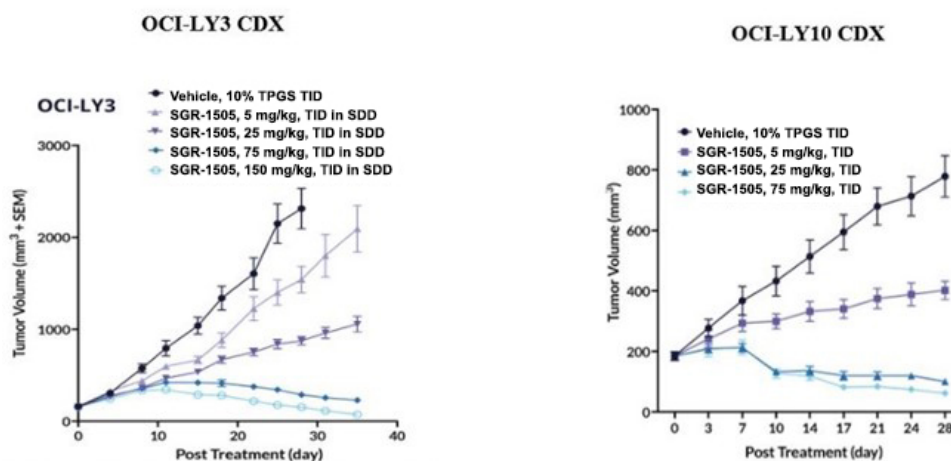 OCI-LY3 CDX
OCI-LY3
Vehicle, 10% TPGS TID
SGR-1505, 5 mg/kg, TID in SDD
SGR-1505, 25 mg/kg, TID in SDD
SGR-1505, 75 mg/kg, TID in SDD
SGR-1505, 150 mg/kg, TID in SDD
Tumor Volume (mm³ + SEM)
3000
2000
1000
0
0 10 20 30 40
Post Treatment (day)
OCI-LY10 CDX
Vehicle, 10% TPGS TID
SGR-1505, 5 mg/kg, TID
SGR-1505, 25 mg/kg, TID
SGR-1505, 75 mg/kg, TID
Tumor Volume (mm³)
1000
800
600
400
200
0
0 3 7 10 14 17 21 24 28
Post Treatment (day)